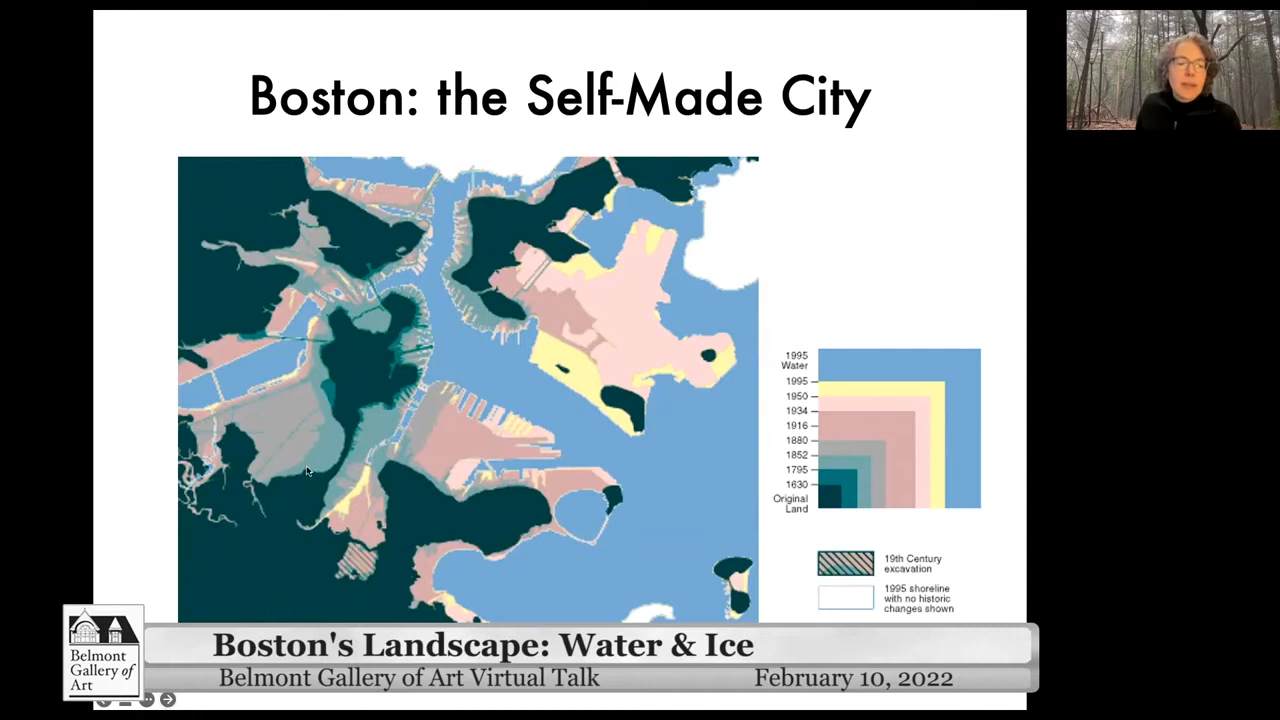 Boston: the Self-Made City
1995
Water
1995
1950
1934
1916
1880
1852
1795
1630
Original
Land
19th Century
excavation
1995 shoreline
with no historic
changes shown
Belmont
Gallery of
Art
Boston's Landscape: Water & Ice
Belmont Gallery of Art Virtual Talk
February 10, 2022